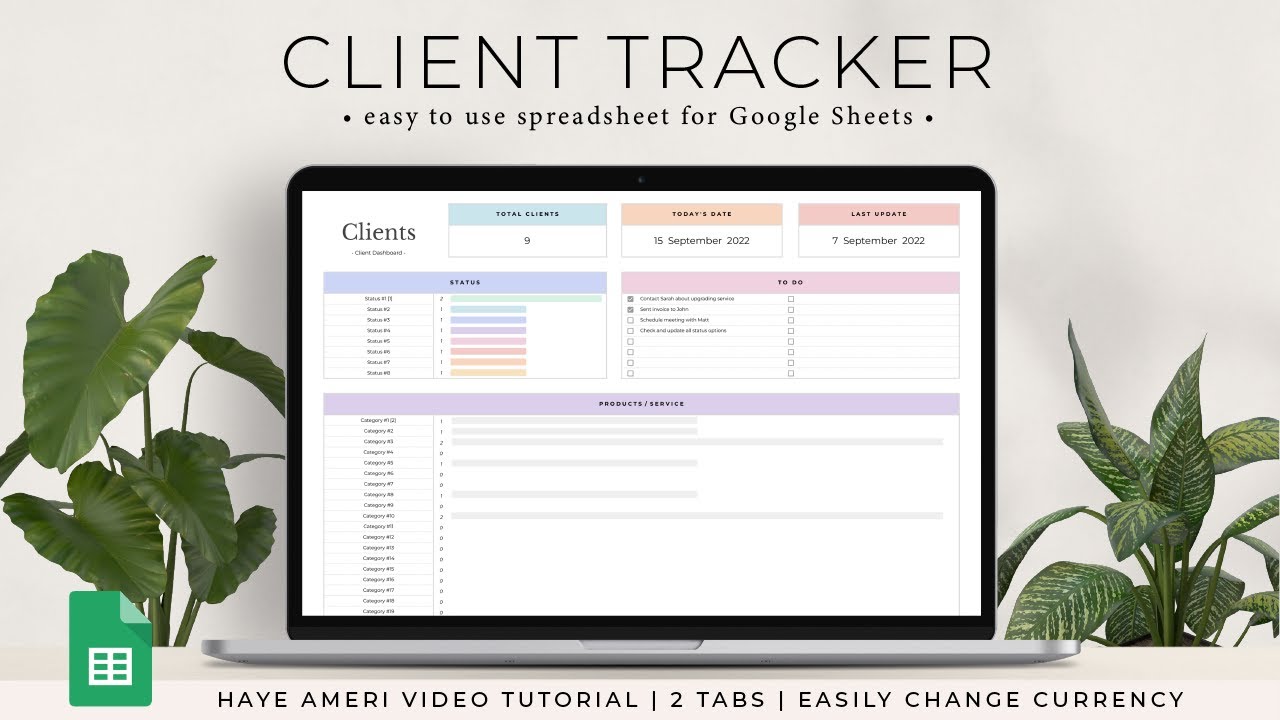 CLIENT TRACKER
• easy to use spreadsheet for Google Sheets •
Clients
- Client Dashboard -
TOTAL CLIENTS
9
TODAY'S DATE
15 September 2022
LAST UPDATE
7 September 2022
STATUS
Status #1 [1] 2
Status #2 1
Status #3 1
Status #4 1
Status #5 1
Status #6 1
Status #7 1
Status #8 1
TO DO
Contact Sarah about upgrading service
Sent invoice to John
Schedule meeting with Matt
Check and update all status options
PRODUCTS / SERVICE
Category #1 [2] 1
Category #2 1
Category #3 2
Category #4 0
Category #5 1
Category #6 0
Category #7 0
Category #8 1
Category #9 0
Category #10 2
Category #11 0
Category #12 0
Category #13 0
Category #14 0
Category #15 0
Category #16 0
Category #17 0
Category #18 0
Category #19 0
HAYE AMERI VIDEO TUTORIAL | 2 TABS | EASILY CHANGE CURRENCY